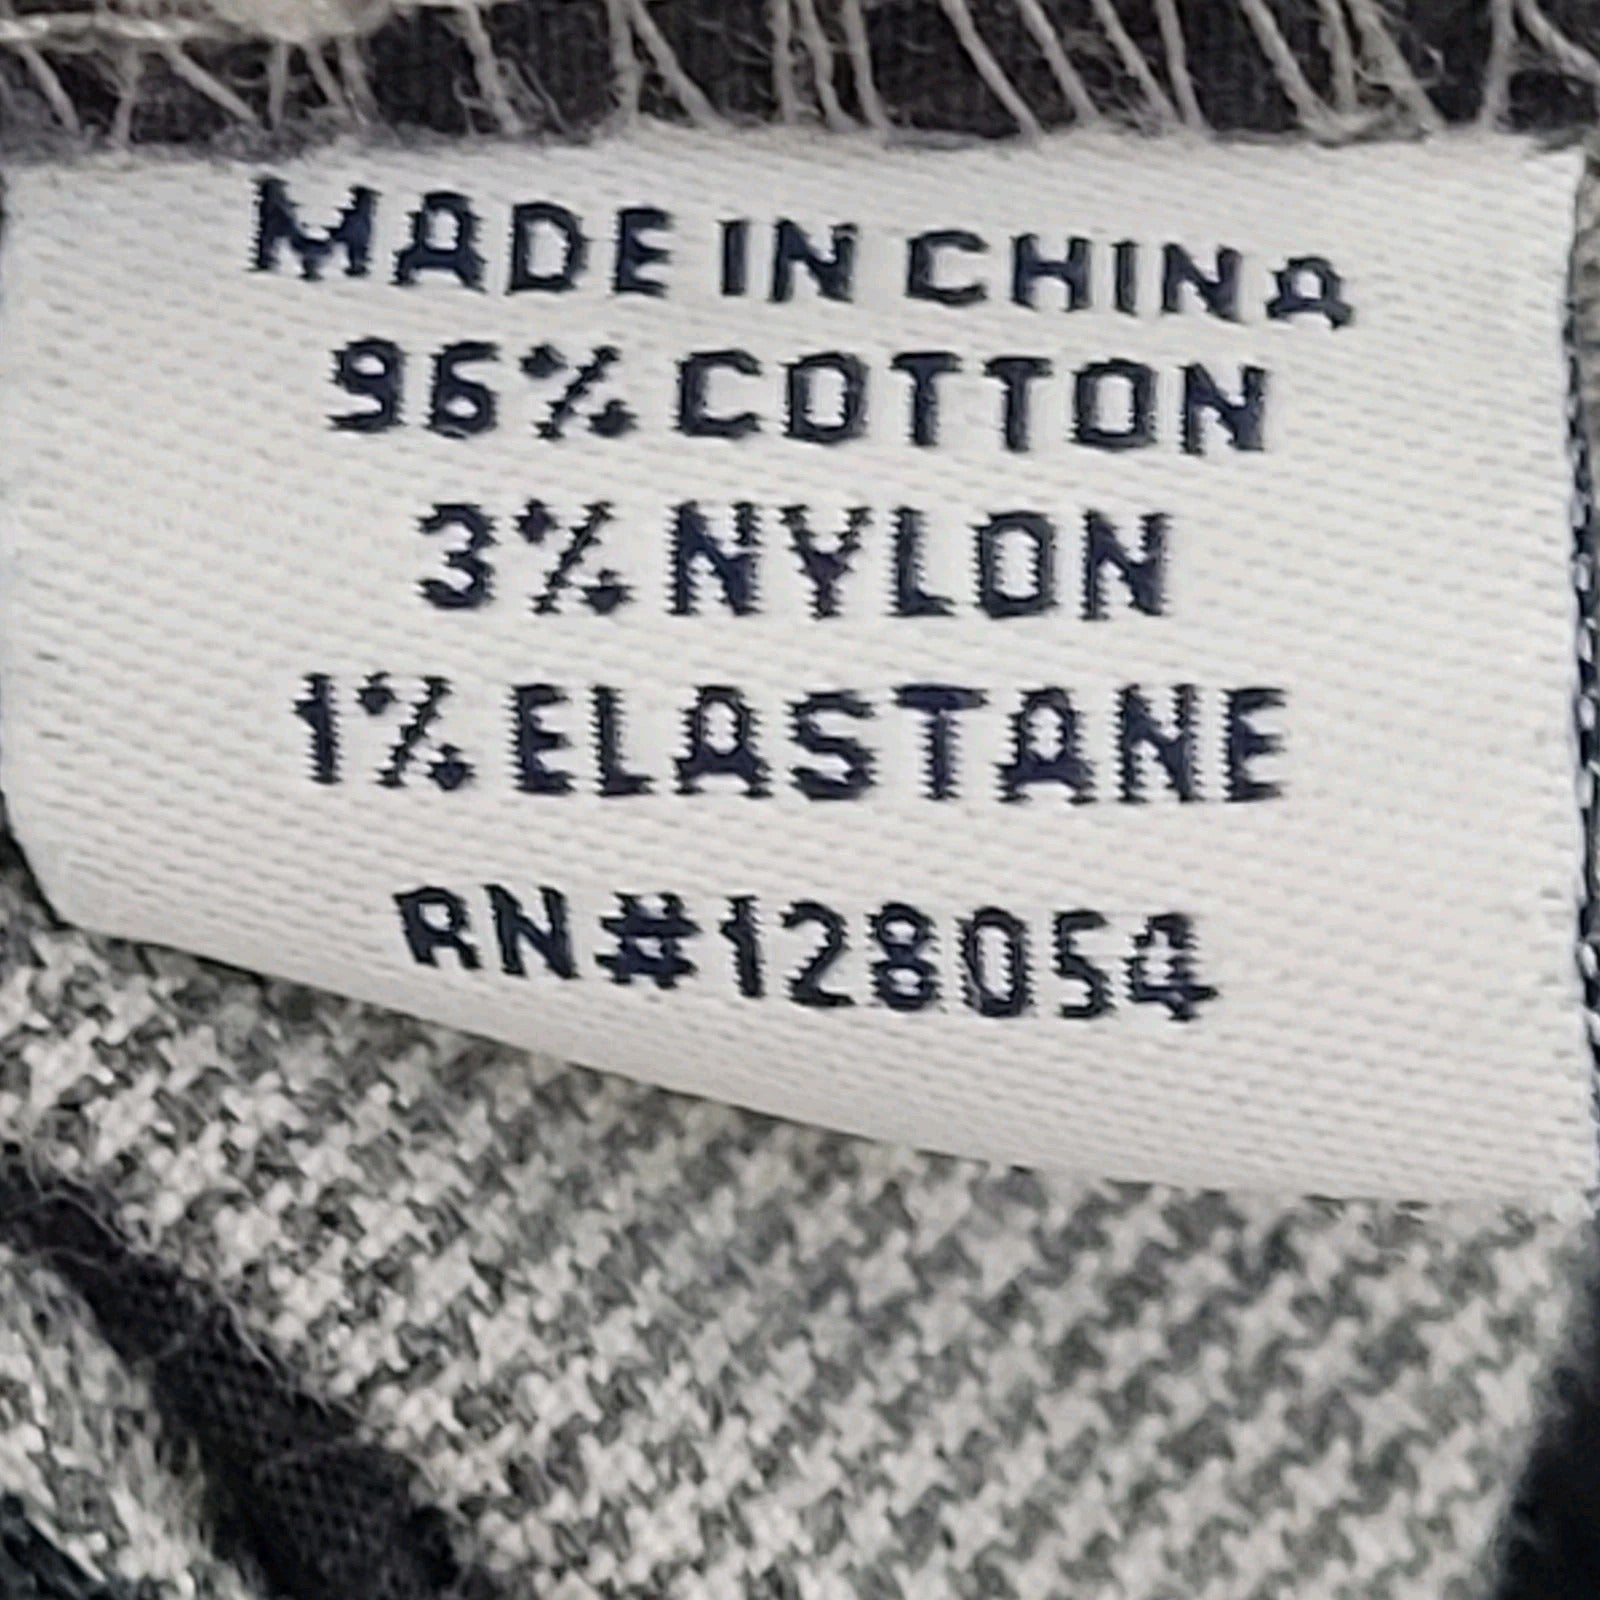 MADE IN CHINA
96% COTTON
3% NYLON
1% ELASTANE
RN#128054